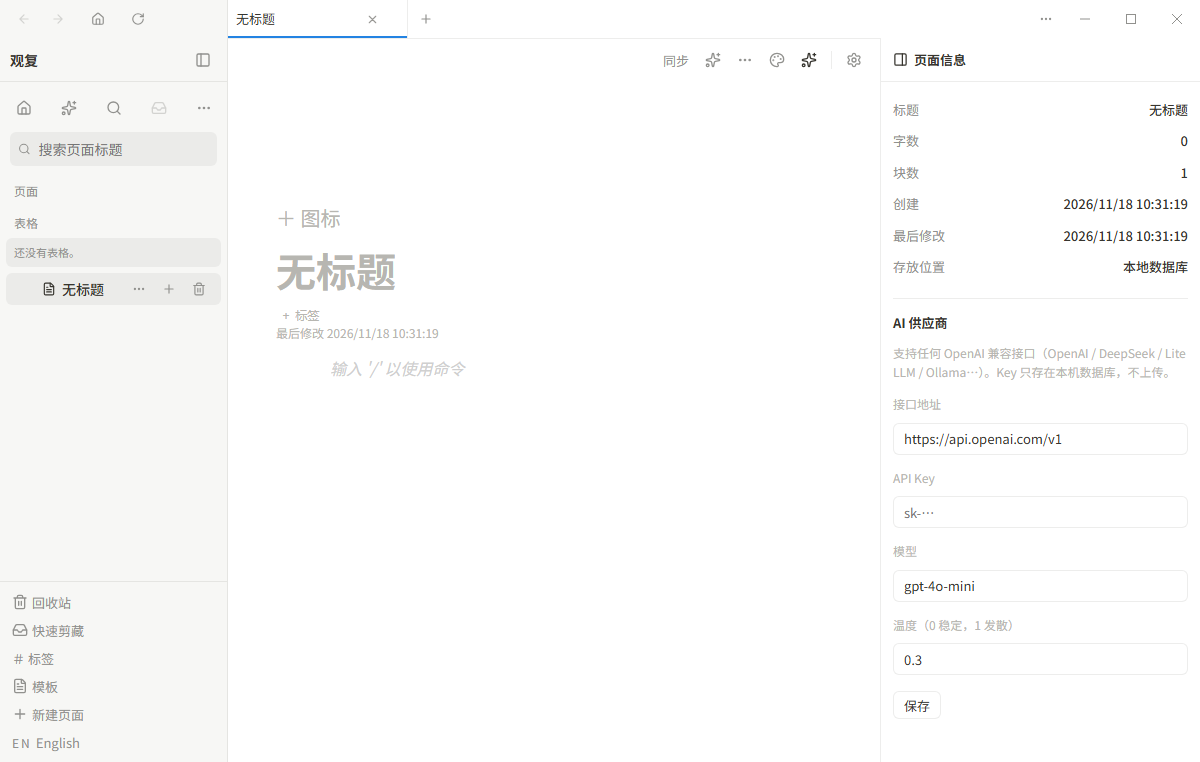 无标题
观复
搜索页面标题
页面
表格
还没有表格。
无标题
回收站
快速剪藏
# 标签
模板
新建页面
EN English
同步
+ 图标
无标题
+ 标签
最后修改 2026/11/18 10:31:19
输入 '/' 以使用命令
页面信息
标题 无标题
字数 0
块数 1
创建 2026/11/18 10:31:19
最后修改 2026/11/18 10:31:19
存放位置 本地数据库
AI 供应商
支持任何 OpenAI 兼容接口（OpenAI / DeepSeek / Lite
LLM / Ollama…）。Key 只存在本机数据库，不上传。
接口地址
https://api.openai.com/v1
API Key
sk-…
模型
gpt-4o-mini
温度（0 稳定，1 发散）
0.3
保存